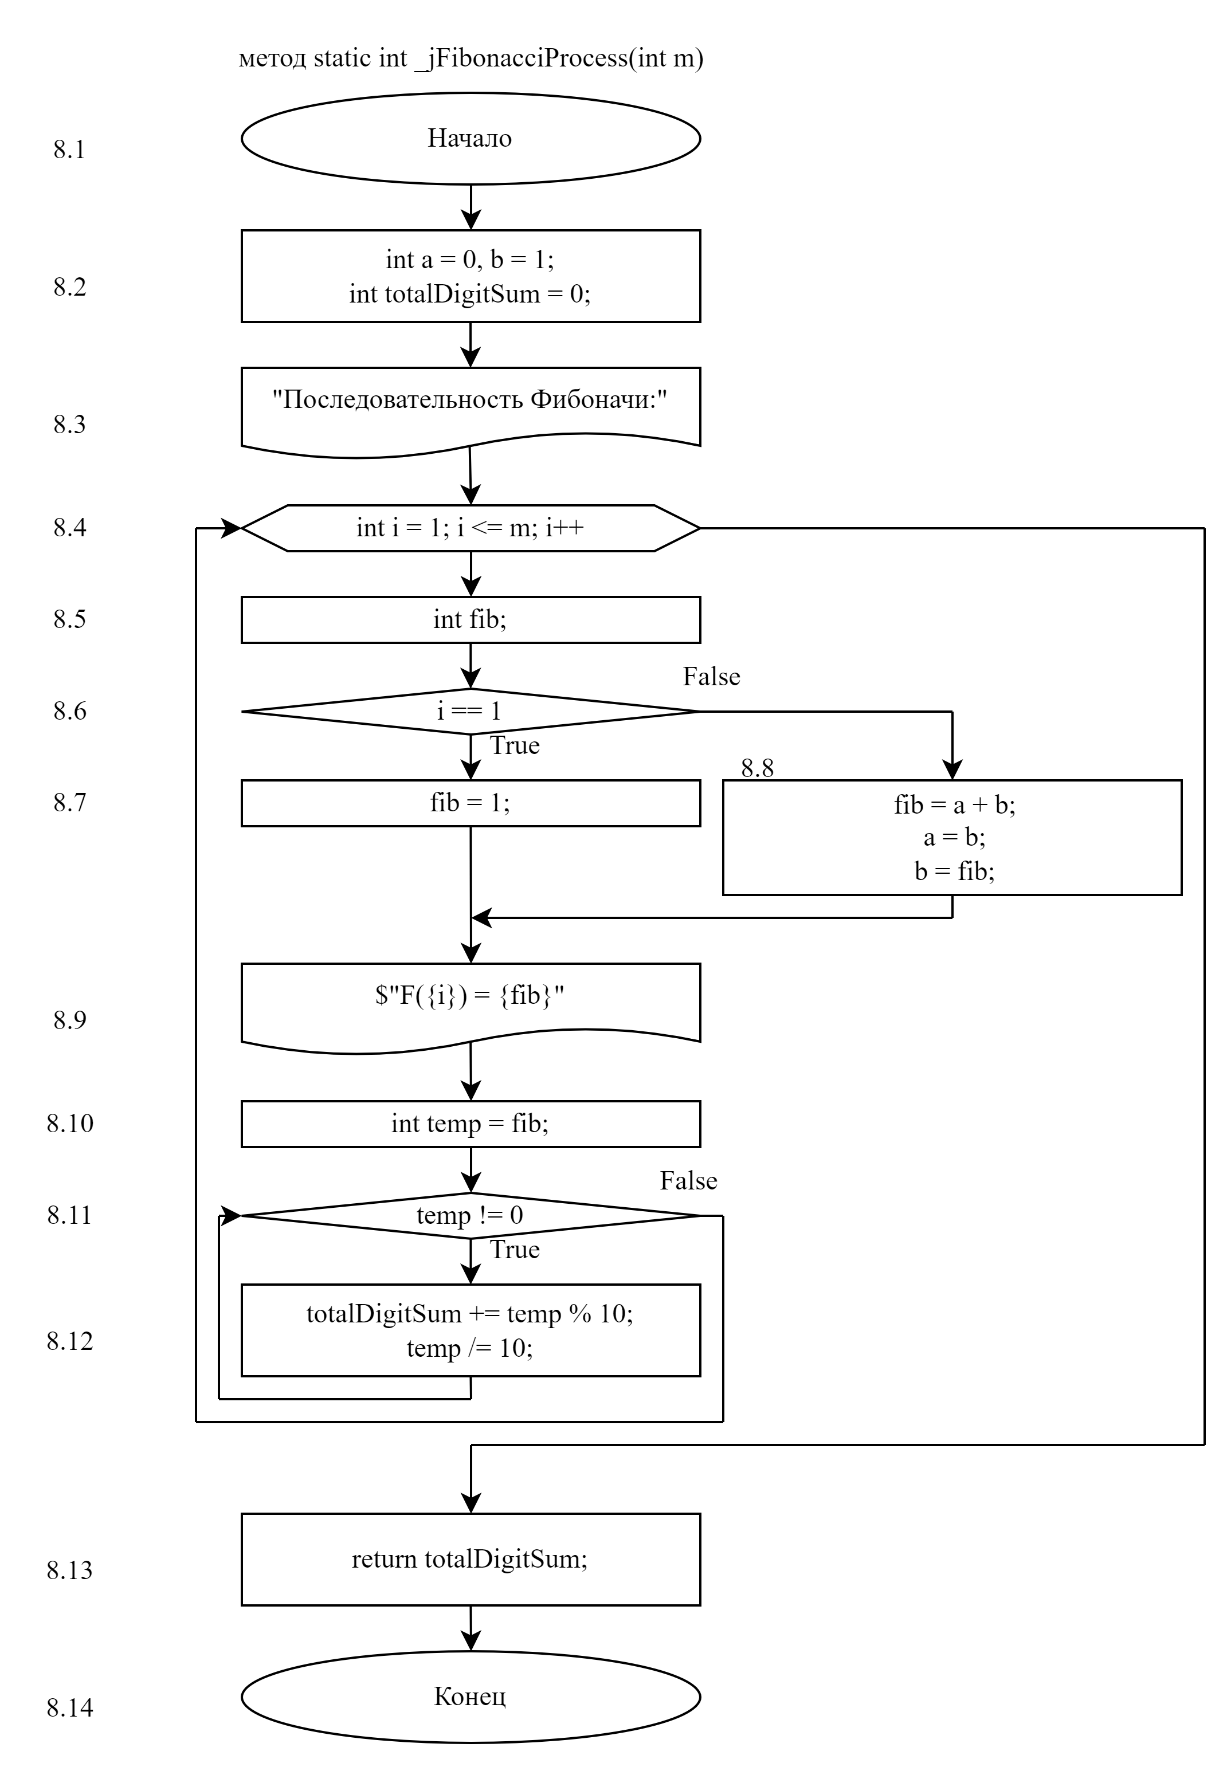 метод static int _jFibonacciProcess(int m)
8.1
Начало
8.2
int a = 0, b = 1;
int totalDigitSum = 0;
8.3
"Последовательность Фибоначи:"
8.4
int i = 1; i <= m; i++
8.5
int fib;
8.6
i == 1
False
True
8.7
fib = 1;
8.8
fib = a + b;
a = b;
b = fib;
8.9
$"F({i}) = {fib}"
8.10
int temp = fib;
8.11
temp != 0
False
True
8.12
totalDigitSum += temp % 10;
temp /= 10;
8.13
return totalDigitSum;
8.14
Конец